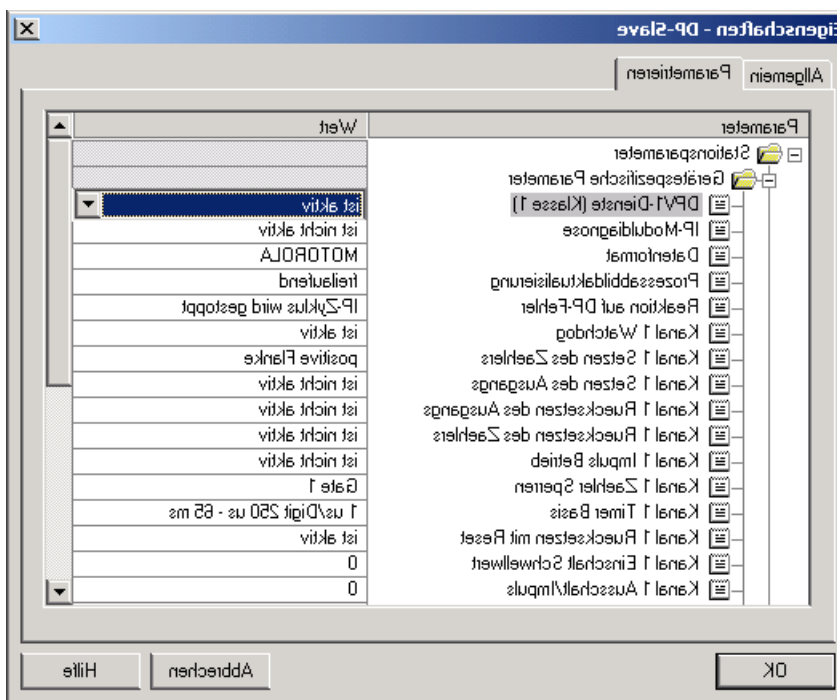 Eigenschaften - DP-Slave
Allgemein Parametrieren
Parameter Wert
Stationsparameter
Gerätespezifische Parameter
DPV1-Dienste (Klasse 1) ist aktiv
IP-Moduldiagnose ist nicht aktiv
Datenformat MOTOROLA
Prozessabbildaktualisierung freilaufend
Reaktion auf DP-Fehler IP-Zyklus wird gestoppt
Kanal 1 Watchdog ist aktiv
Kanal 1 Setzen des Zaehlers positive Flanke
Kanal 1 Setzen des Ausgangs ist nicht aktiv
Kanal 1 Ruecksetzen des Ausgangs ist nicht aktiv
Kanal 1 Ruecksetzen des Zaehlers ist nicht aktiv
Kanal 1 Impuls Betrieb ist nicht aktiv
Kanal 1 Zaehler Sperren Gate 1
Kanal 1 Timer Basis 1 us/Digit 250 us - 65 ms
Kanal 1 Ruecksetzen mit Reset ist aktiv
Kanal 1 Einschalt Schwellwert 0
Kanal 1 Ausschalt/Impuls 0
OK Abbrechen Hilfe